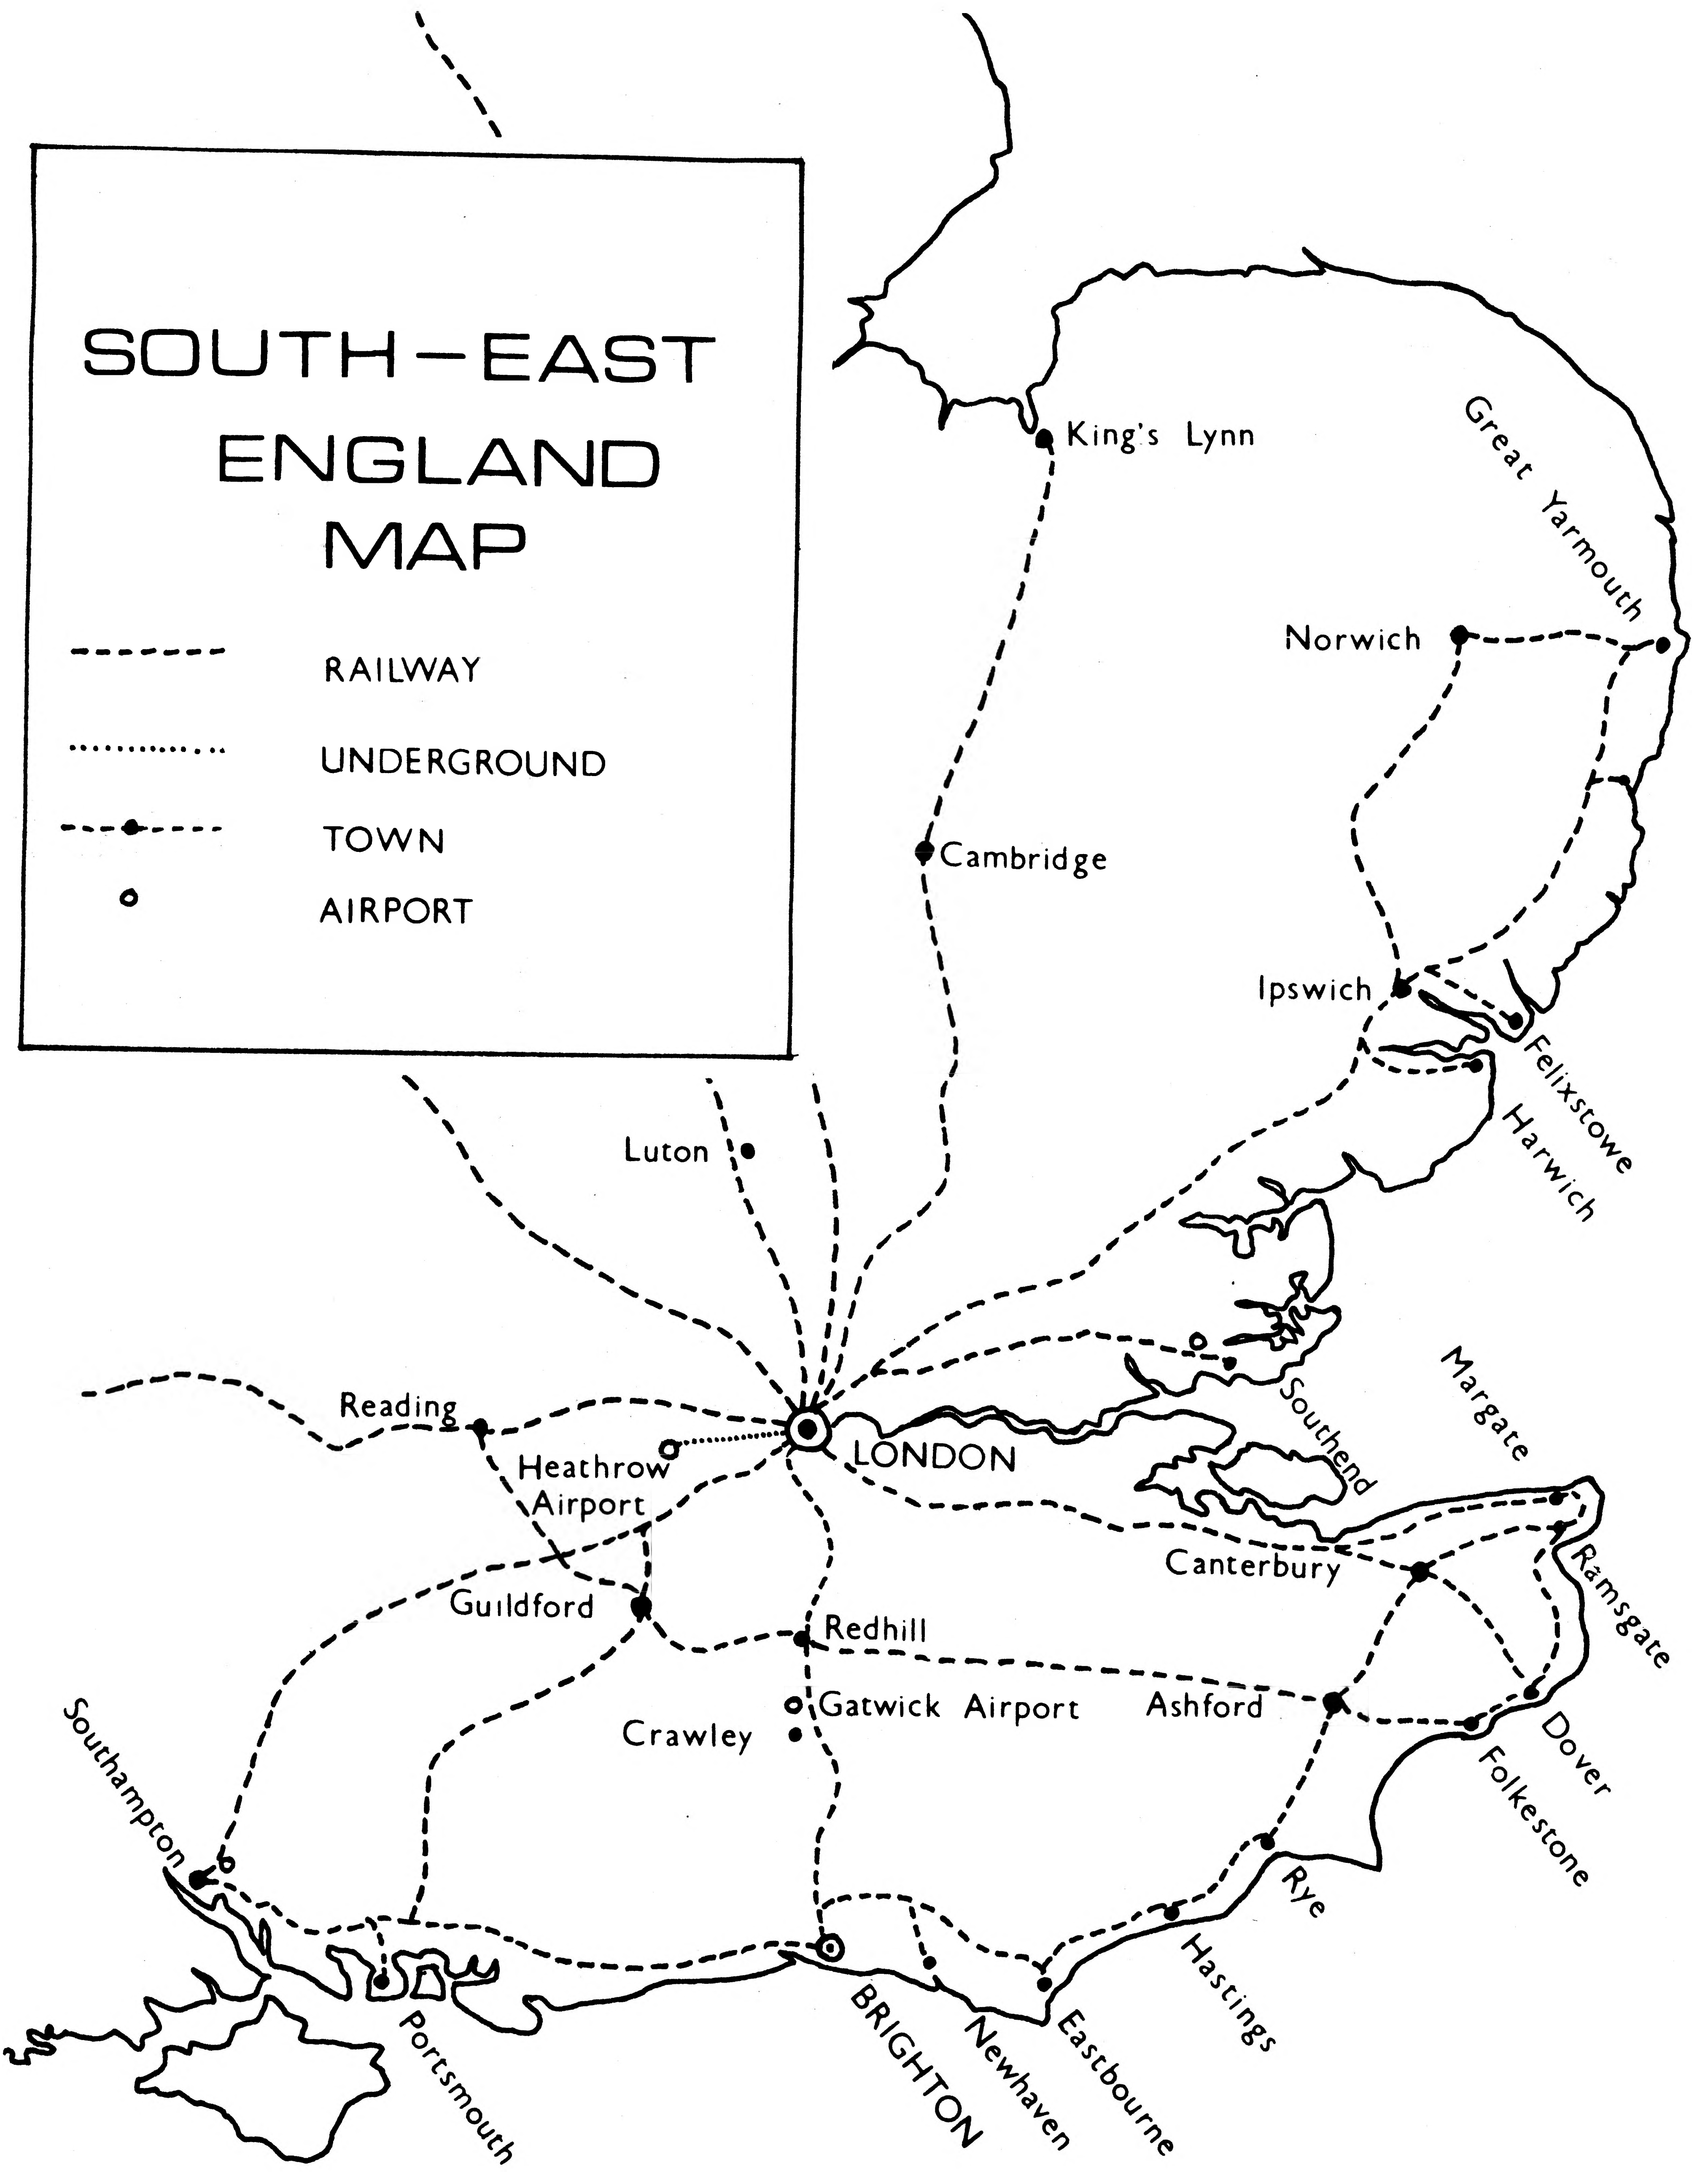 SOUTH-EAST
ENGLAND
MAP
RAILWAY
UNDERGROUND
TOWN
AIRPORT
King's Lynn
Great Yarmouth
Norwich
Cambridge
Ipswich
Felixstowe
Harwich
Luton
Southend
Margate
Reading
LONDON
Heathrow
Airport
Canterbury
Ramsgate
Guildford
Redhill
Gatwick Airport
Ashford
Crawley
Dover
Folkestone
Southampton
Rye
Hastings
Portsmouth
BRIGHTON
Newhaven
Eastbourne